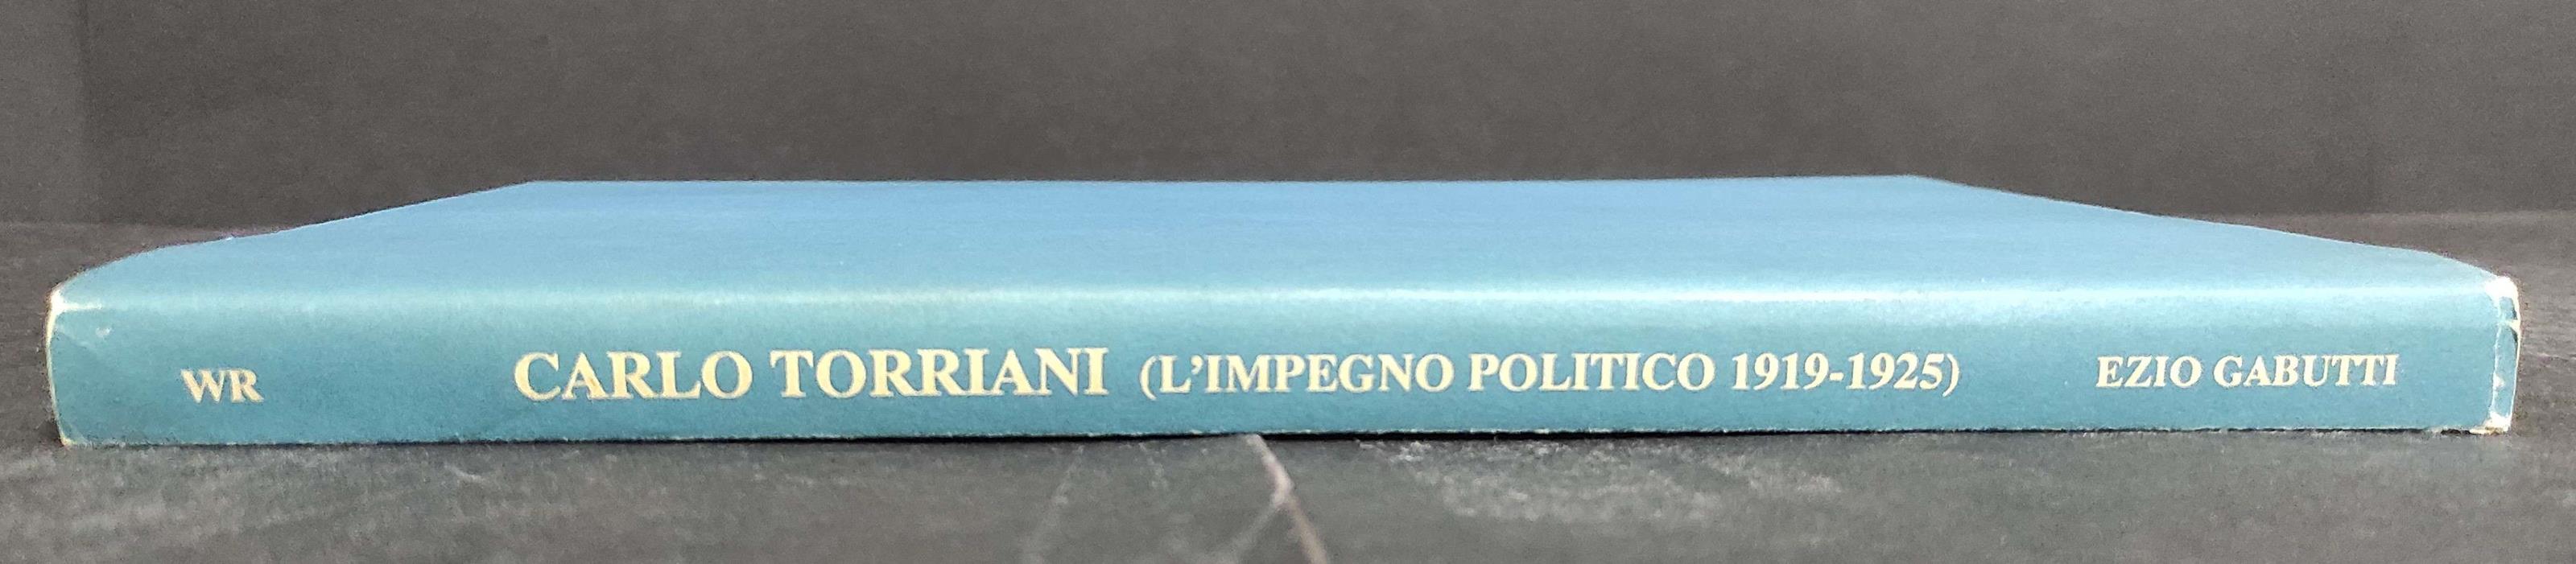 WR CARLO TORRIANI (L'IMPEGNO POLITICO 1919-1925) EZIO GABUTTI